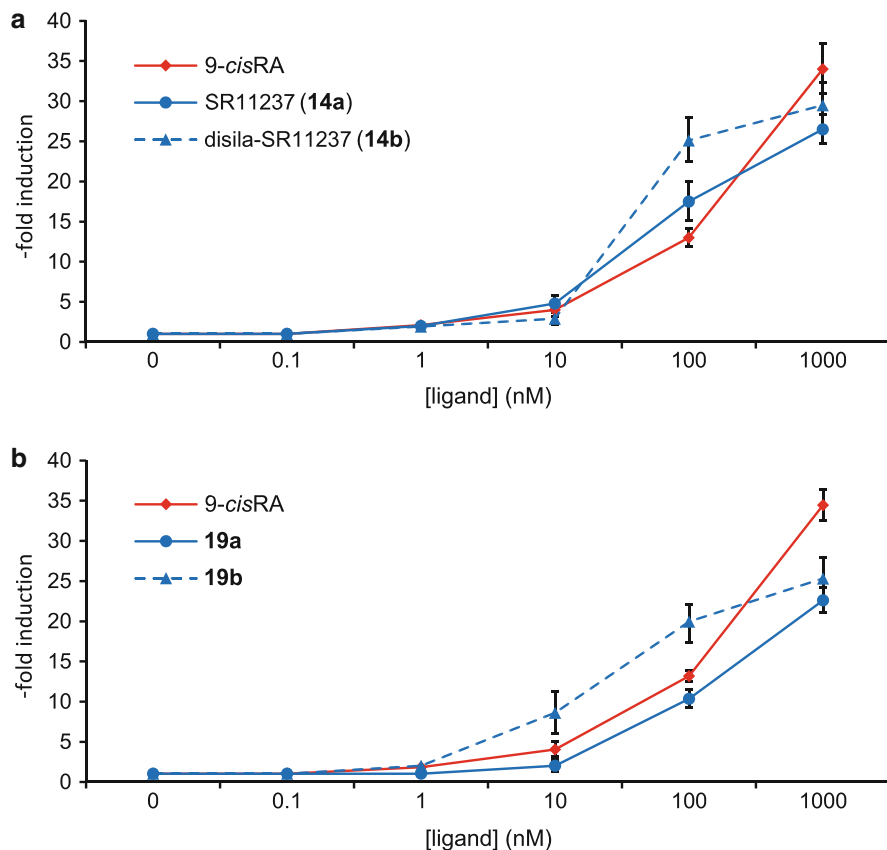 a
40
35
30
25
20
15
10
5
0
-fold induction
9-cisRA
SR11237 (14a)
disila-SR11237 (14b)
0 0.1 1 10 100 1000
[ligand] (nM)
b
40
35
30
25
20
15
10
5
0
-fold induction
9-cisRA
19a
19b
0 0.1 1 10 100 1000
[ligand] (nM)